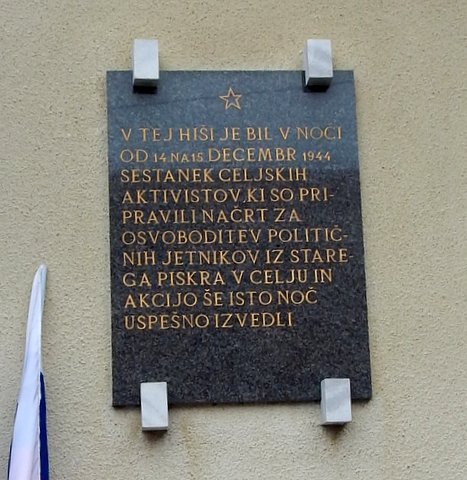 V TEJ HIŠI JE BIL V NOČI
OD 14 NA 15 DECEMBR 1944
SESTANEK CELJSKIH
AKTIVISTOV, KI SO PRI-
PRAVILI NAČRT ZA
OSVOBODITEV POLITIČ-
NIH JETNIKOV IZ STARE-
GA PISKRA V CELJU IN
AKCIJO ŠE ISTO NOČ
USPEŠNO IZVEDLI